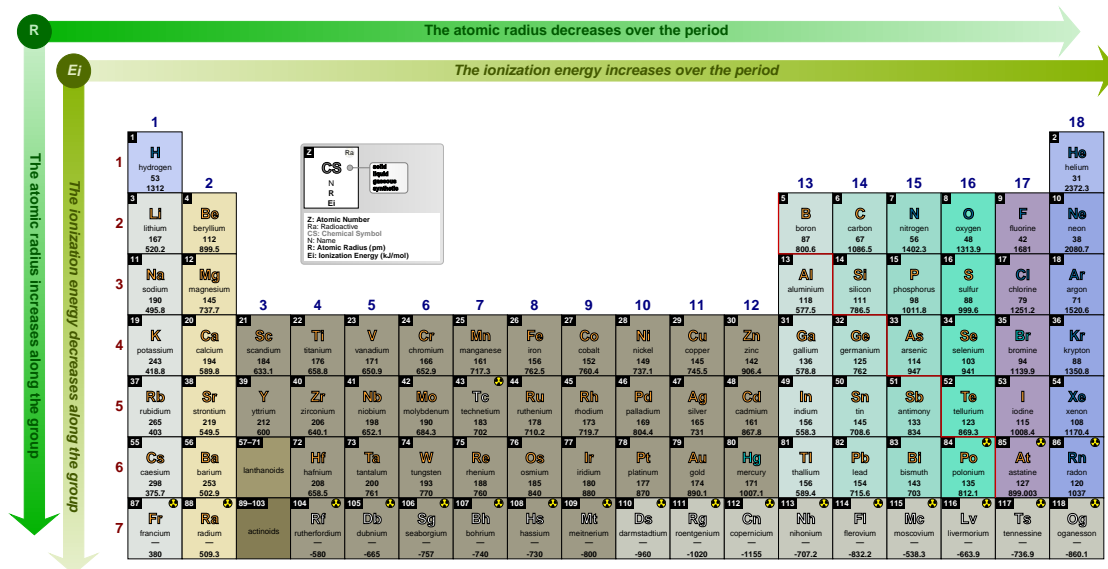 R
The atomic radius decreases over the period
Ei
The ionization energy increases over the period
The atomic radius increases along the group
The ionization energy decreases along the group
1
18
2
13
14
15
16
17
3
4
5
6
7
8
9
10
11
12
Z
Ra
CS
N
R
Ei
solid
liquid
gaseous
synthetic
Z: Atomic Number
Ra: Radioactive
CS: Chemical Symbol
N: Name
R: Atomic Radius (pm)
Ei: Ionization Energy (kJ/mol)
1
1 H hydrogen 53 1312
2 He helium 31 2372.3
2
3 Li lithium 167 520.2
4 Be beryllium 112 899.5
5 B boron 87 800.6
6 C carbon 67 1086.5
7 N nitrogen 56 1402.3
8 O oxygen 48 1313.9
9 F fluorine 42 1681
10 Ne neon 38 2080.7
3
11 Na sodium 190 495.8
12 Mg magnesium 145 737.7
13 Al aluminium 118 577.5
14 Si silicon 111 786.5
15 P phosphorus 98 1011.8
16 S sulfur 88 999.6
17 Cl chlorine 79 1251.2
18 Ar argon 71 1520.6
4
19 K potassium 243 418.8
20 Ca calcium 194 589.8
21 Sc scandium 184 633.1
22 Ti titanium 176 658.8
23 V vanadium 171 650.9
24 Cr chromium 166 652.9
25 Mn manganese 161 717.3
26 Fe iron 156 762.5
27 Co cobalt 152 760.4
28 Ni nickel 149 737.1
29 Cu copper 145 745.5
30 Zn zinc 142 906.4
31 Ga gallium 136 578.8
32 Ge germanium 125 762
33 As arsenic 114 947
34 Se selenium 103 941
35 Br bromine 94 1139.9
36 Kr krypton 88 1350.8
5
37 Rb rubidium 265 403
38 Sr strontium 219 549.5
39 Y yttrium 212 600
40 Zr zirconium 206 640.1
41 Nb niobium 198 652.1
42 Mo molybdenum 190 684.3
43 Tc technetium 183 702
44 Ru ruthenium 178 710.2
45 Rh rhodium 173 719.7
46 Pd palladium 169 804.4
47 Ag silver 165 731
48 Cd cadmium 161 867.8
49 In indium 156 558.3
50 Sn tin 145 708.6
51 Sb antimony 133 834
52 Te tellurium 123 869.3
53 I iodine 115 1008.4
54 Xe xenon 108 1170.4
6
55 Cs caesium 298 375.7
56 Ba barium 253 502.9
57–71 lanthanoids
72 Hf hafnium 208 658.5
73 Ta tantalum 200 761
74 W tungsten 193 770
75 Re rhenium 188 760
76 Os osmium 185 840
77 Ir iridium 180 880
78 Pt platinum 177 870
79 Au gold 174 890.1
80 Hg mercury 171 1007.1
81 Tl thallium 156 589.4
82 Pb lead 154 715.6
83 Bi bismuth 143 703
84 Po polonium 135 812.1
85 At astatine 127 899.003
86 Rn radon 120 1037
7
87 Fr francium — 380
88 Ra radium — 509.3
89–103 actinoids
104 Rf rutherfordium — -580
105 Db dubnium — -665
106 Sg seaborgium — -757
107 Bh bohrium — -740
108 Hs hassium — -730
109 Mt meitnerium — -800
110 Ds darmstadtium — -960
111 Rg roentgenium — -1020
112 Cn copernicium — -1155
113 Nh nihonium — -707.2
114 Fl flerovium — -832.2
115 Mc moscovium — -538.3
116 Lv livermorium — -663.9
117 Ts tennessine — -736.9
118 Og oganesson — -860.1